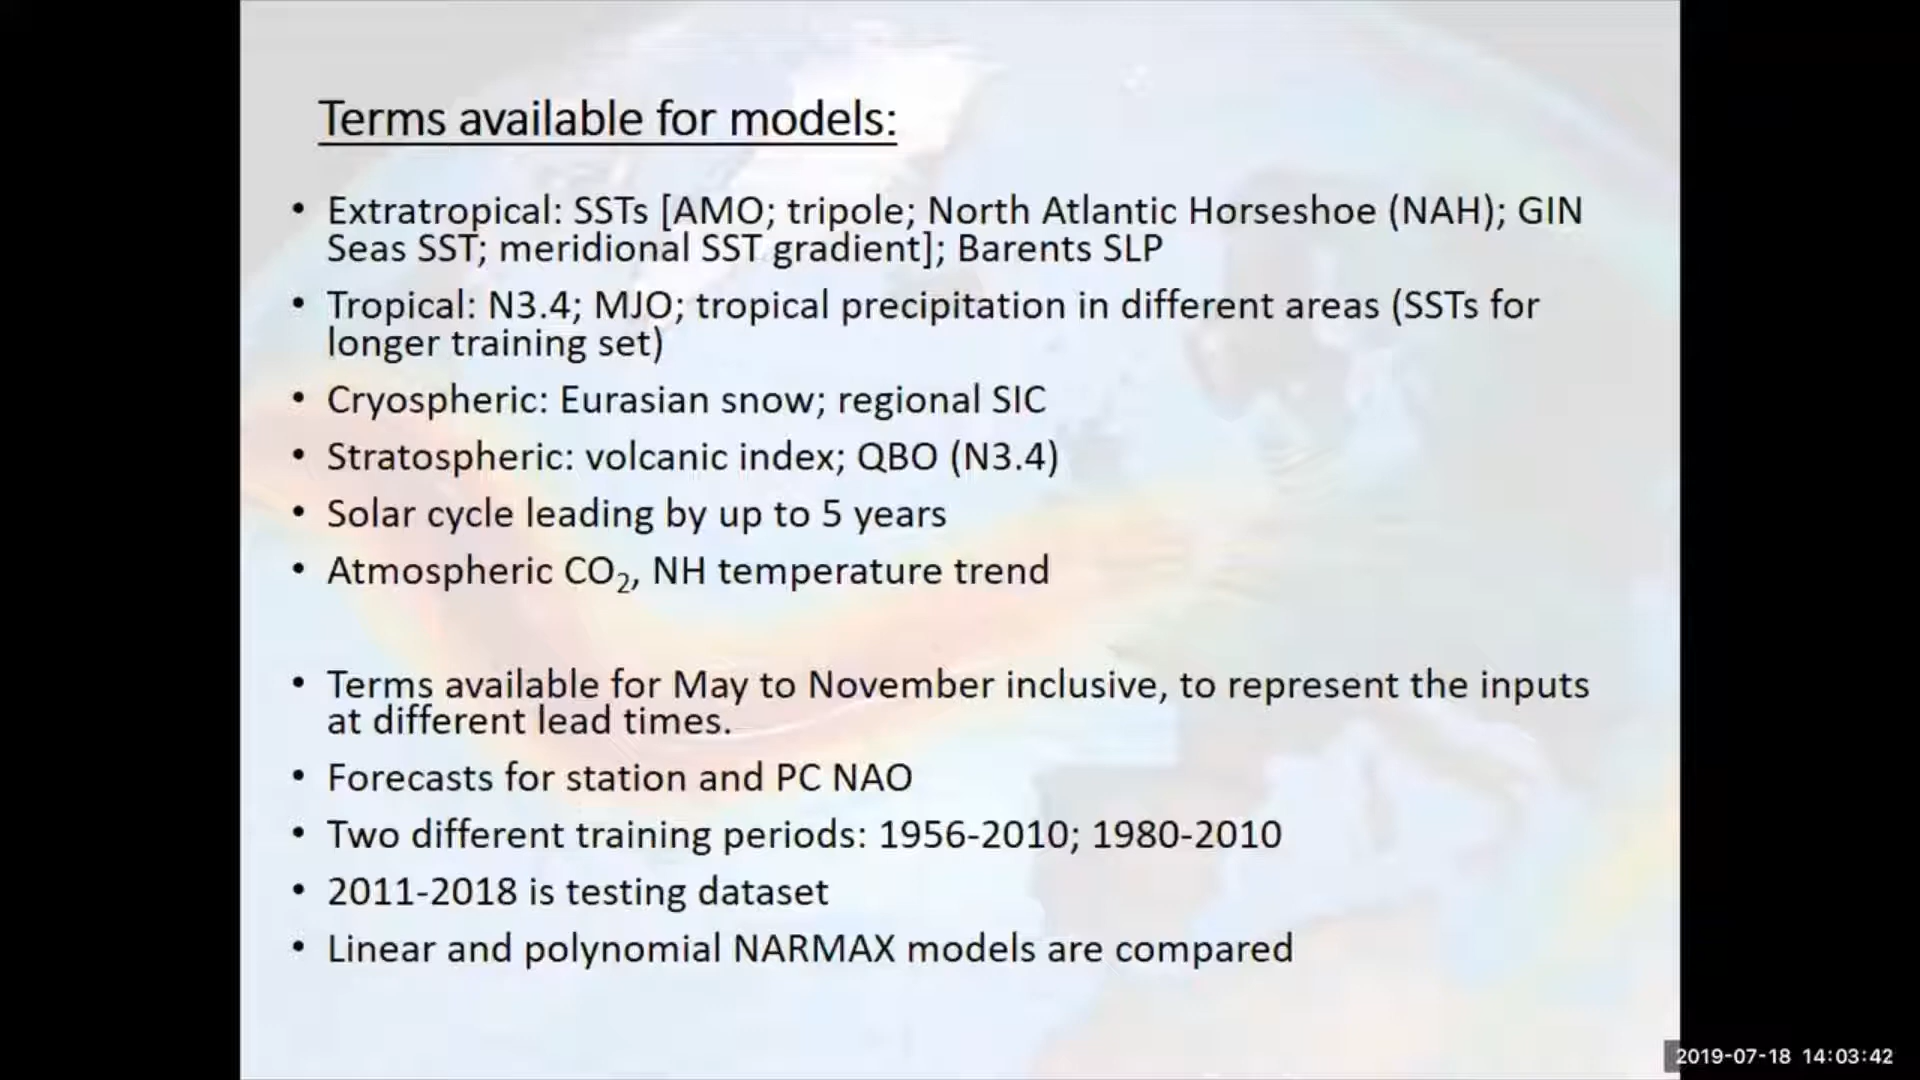 Terms available for models:
• Extratropical: SSTs [AMO; tripole; North Atlantic Horseshoe (NAH); GIN
Seas SST; meridional SST gradient]; Barents SLP
• Tropical: N3.4; MJO; tropical precipitation in different areas (SSTs for
longer training set)
• Cryospheric: Eurasian snow; regional SIC
• Stratospheric: volcanic index; QBO (N3.4)
• Solar cycle leading by up to 5 years
• Atmospheric CO₂, NH temperature trend
• Terms available for May to November inclusive, to represent the inputs
at different lead times.
• Forecasts for station and PC NAO
• Two different training periods: 1956-2010; 1980-2010
• 2011-2018 is testing dataset
• Linear and polynomial NARMAX models are compared
2019-07-18 14:03:42